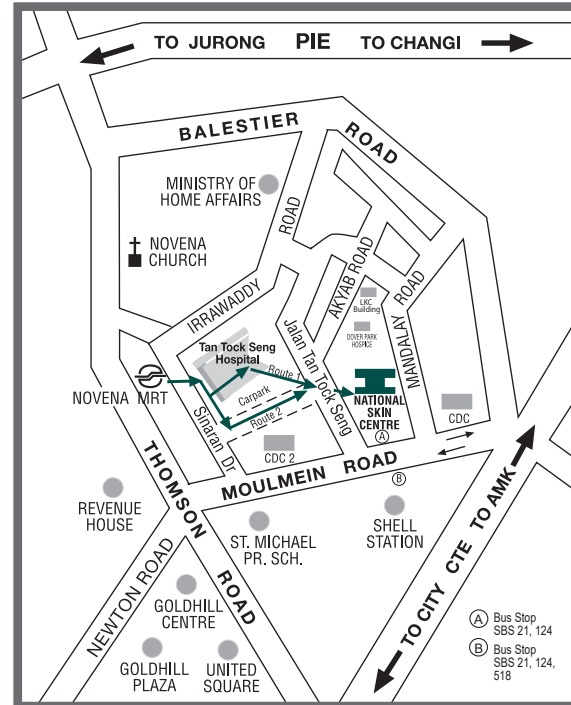 TO JURONG PIE TO CHANGI
BALESTIER
ROAD
MINISTRY OF
HOME AFFAIRS
NOVENA
CHURCH
IRRAWADDY
ROAD
AKYAB ROAD
LKC
Building
DOVER PARK
HOSPICE
MANDALAY ROAD
Tan Tock Seng
Hospital
Jalan Tan Tock Seng
Route 1
Carpark
Route 2
NOVENA MRT
Sinaran Dr.
NATIONAL
SKIN
CENTRE
A
CDC
CDC 2
MOULMEIN ROAD
B
THOMSON
ROAD
REVENUE
HOUSE
ST. MICHAEL
PR. SCH.
SHELL
STATION
NEWTON ROAD
GOLDHILL
CENTRE
GOLDHILL
PLAZA
UNITED
SQUARE
TO CITY CTE TO AMK
A Bus Stop
SBS 21, 124
B Bus Stop
SBS 21, 124,
518